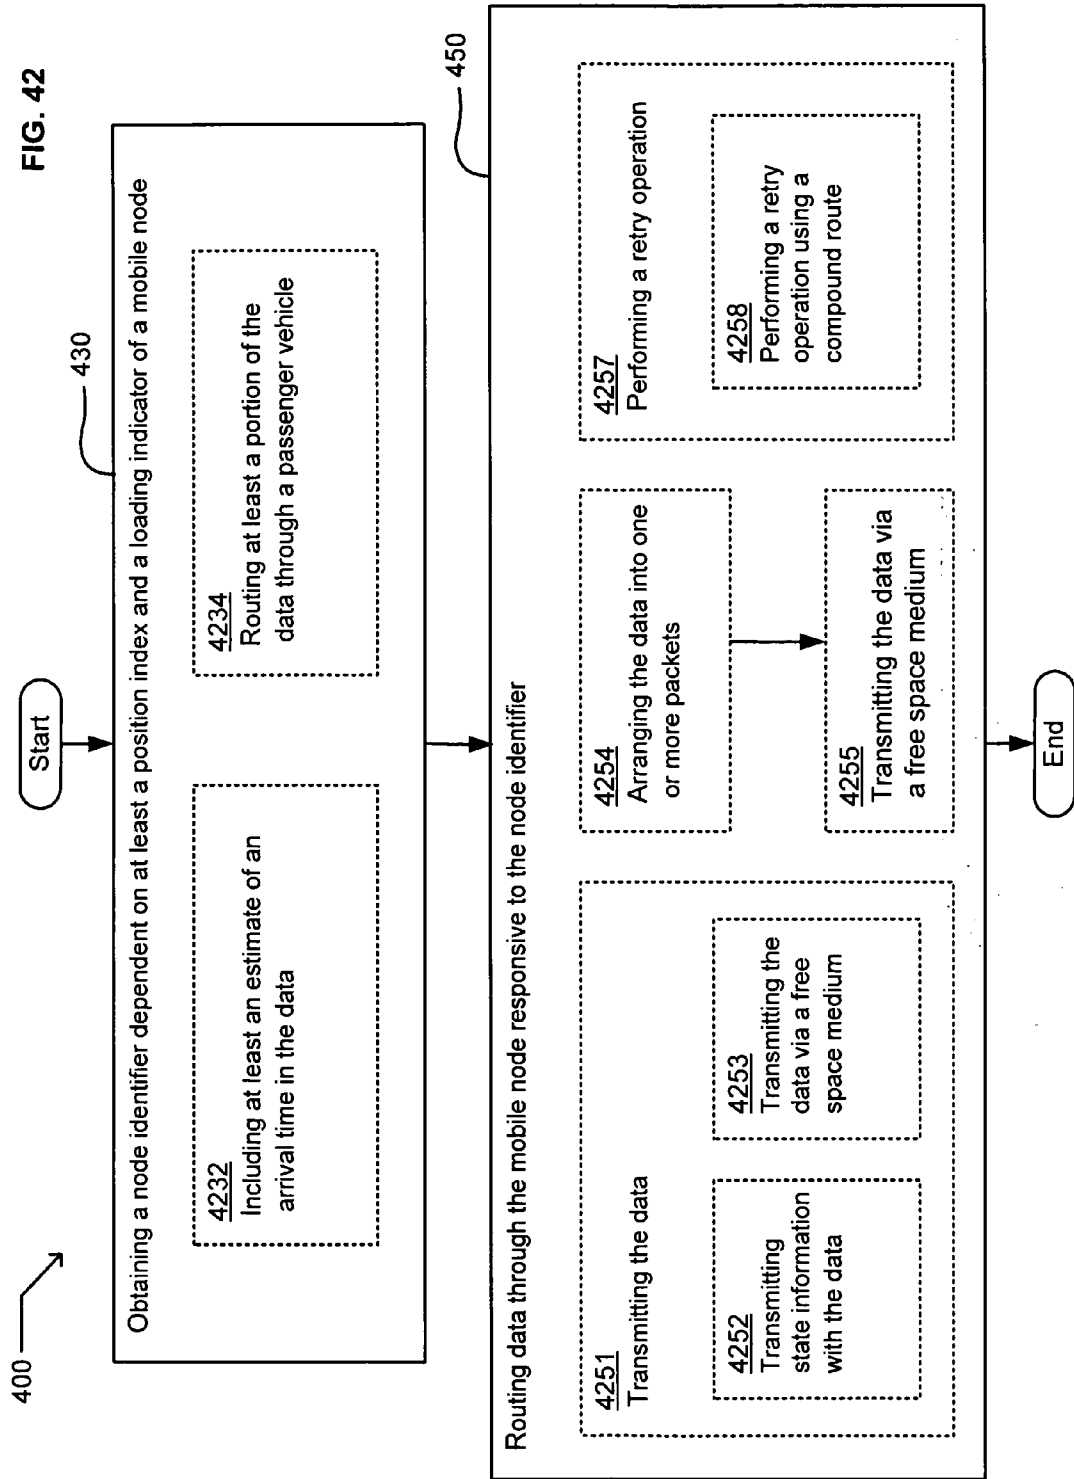 FIG. 42
400
Start
430
Obtaining a node identifier dependent on at least a position index and a loading indicator of a mobile node
4232
Including at least an estimate of an
arrival time in the data
4234
Routing at least a portion of the
data through a passenger vehicle
450
Routing data through the mobile node responsive to the node identifier
4251
Transmitting the data
4252
Transmitting
state information
with the data
4253
Transmitting the
data via a free
space medium
4254
Arranging the data into one
or more packets
4255
Transmitting the data via
a free space medium
4257
Performing a retry operation
4258
Performing a retry
operation using a
compound route
End